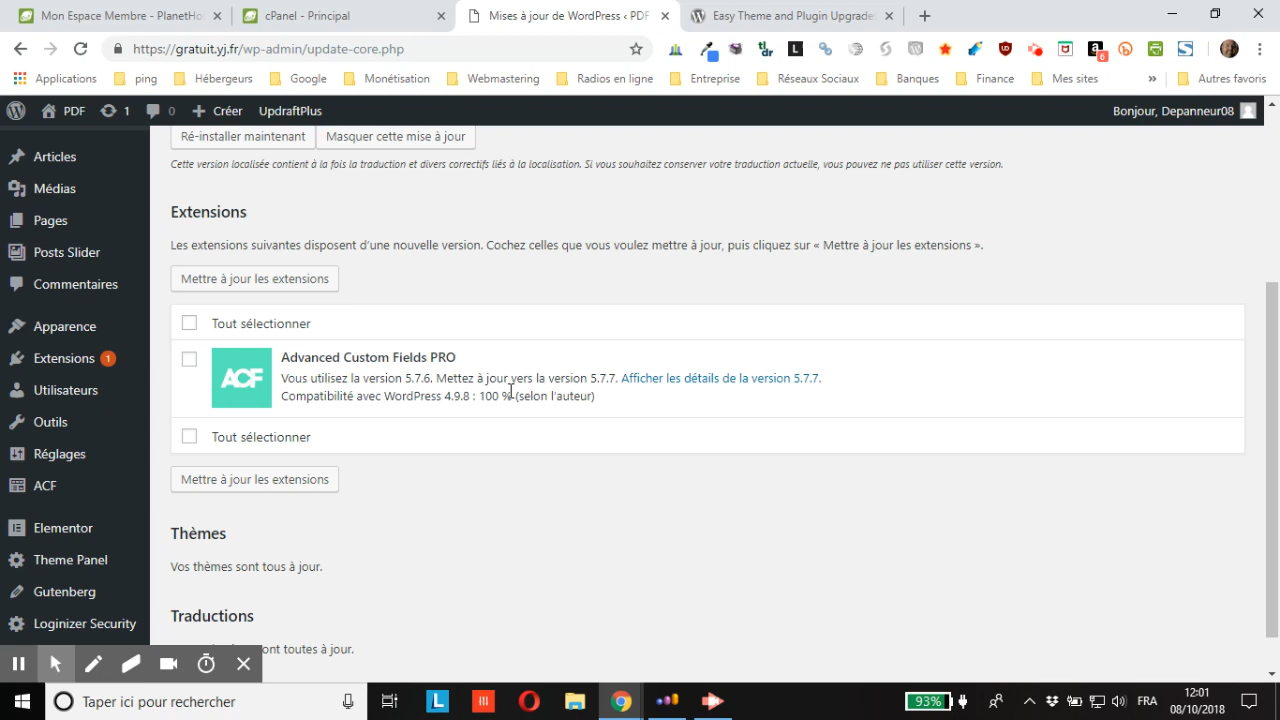 Mon Espace Membre - PlanetHo
cPanel - Principal
Mises à jour de WordPress ‹ PDF
Easy Theme and Plugin Upgrades
https://gratuit.yj.fr/wp-admin/update-core.php
6
Applications
ping
Hébergeurs
Google
Monétisation
Webmastering
Radios en ligne
Entreprise
Réseaux Sociaux
Banques
Finance
Mes sites
»
Autres favoris
PDF
1
0
Créer
UpdraftPlus
Bonjour, Depanneur08
Ré-installer maintenant
Masquer cette mise à jour
Cette version localisée contient à la fois la traduction et divers correctifs liés à la localisation. Si vous souhaitez conserver votre traduction actuelle, vous pouvez ne pas utiliser cette version.
Articles
Médias
Pages
Posts Slider
Commentaires
Apparence
Extensions 1
Utilisateurs
Outils
Réglages
ACF
Elementor
Theme Panel
Gutenberg
Loginizer Security
Extensions
Les extensions suivantes disposent d'une nouvelle version. Cochez celles que vous voulez mettre à jour, puis cliquez sur « Mettre à jour les extensions ».
Mettre à jour les extensions
Tout sélectionner
ACF
Advanced Custom Fields PRO
Vous utilisez la version 5.7.6. Mettez à jour vers la version 5.7.7. Afficher les détails de la version 5.7.7.
Compatibilité avec WordPress 4.9.8 : 100 % (selon l'auteur)
Tout sélectionner
Mettre à jour les extensions
Thèmes
Vos thèmes sont tous à jour.
Traductions
ont toutes à jour.
Taper ici pour rechercher
93%
FRA
12:01
08/10/2018